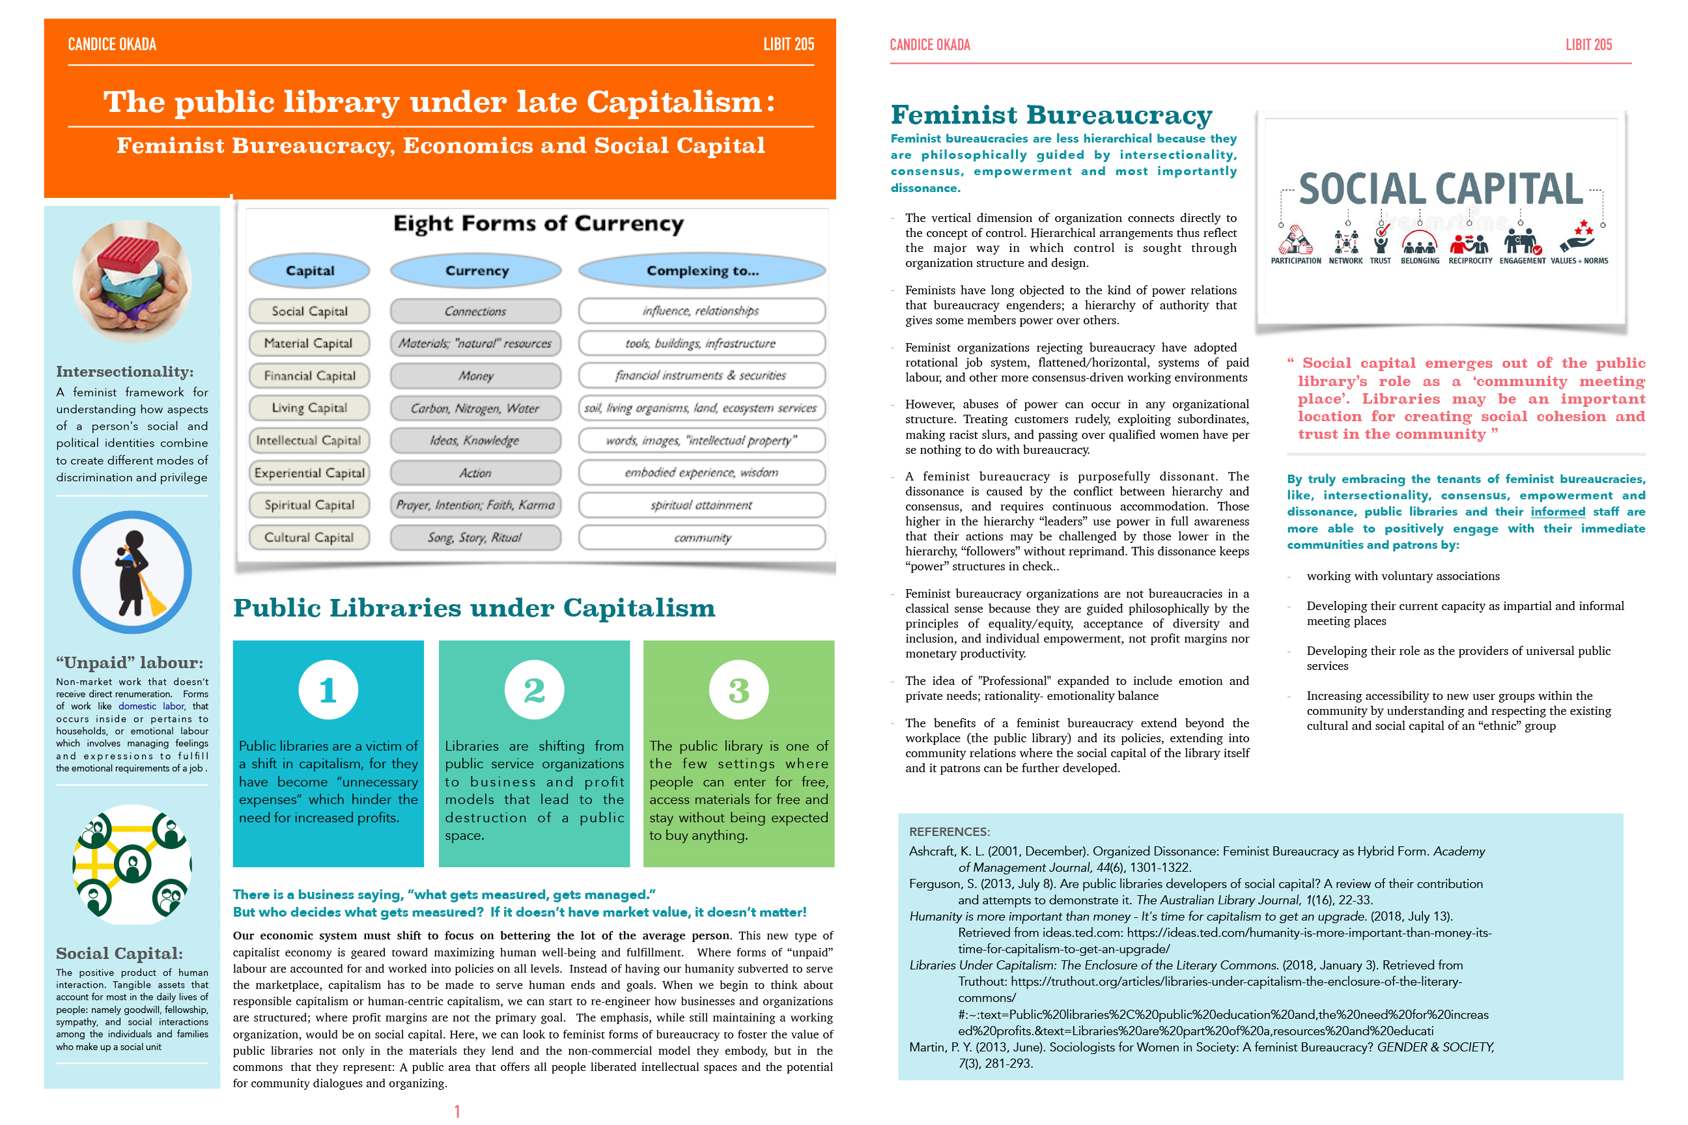 CANDICE OKADA LIBIT 205
The public library under late Capitalism:
Feminist Bureaucracy, Economics and Social Capital
Intersectionality:
A feminist framework for
understanding how aspects
of a person's social and
political identities combine
to create different modes of
discrimination and privilege
“Unpaid” labour:
Non-market work that doesn’t
receive direct renumeration. Forms
of work like domestic labor, that
occurs inside or pertains to
households, or emotional labour
which involves managing feelings
and expressions to fulfill
the emotional requirements of a job .
Social Capital:
The positive product of human
interaction. Tangible assets that
account for most in the daily lives of
people: namely goodwill, fellowship,
sympathy, and social interactions
among the individuals and families
who make up a social unit
Eight Forms of Currency
Capital Currency Complexing to...
Social Capital Connections influence, relationships
Material Capital Materials; "natural" resources tools, buildings, infrastructure
Financial Capital Money financial instruments & securities
Living Capital Carbon, Nitrogen, Water soil, living organisms, land, ecosystem services
Intellectual Capital Ideas, Knowledge words, images, "intellectual property"
Experiential Capital Action embodied experience, wisdom
Spiritual Capital Prayer, Intention; Faith, Karma spiritual attainment
Cultural Capital Song, Story, Ritual community
Public Libraries under Capitalism
1
Public libraries are a victim of
a shift in capitalism, for they
have become “unnecessary
expenses” which hinder the
need for increased profits.
2
Libraries are shifting from
public service organizations
to business and profit
models that lead to the
destruction of a public
space.
3
The public library is one of
the few settings where
people can enter for free,
access materials for free and
stay without being expected
to buy anything.
There is a business saying, “what gets measured, gets managed.”
But who decides what gets measured? If it doesn’t have market value, it doesn’t matter!
Our economic system must shift to focus on bettering the lot of the average person. This new type of
capitalist economy is geared toward maximizing human well-being and fulfillment. Where forms of “unpaid”
labour are accounted for and worked into policies on all levels. Instead of having our humanity subverted to serve
the marketplace, capitalism has to be made to serve human ends and goals. When we begin to think about
responsible capitalism or human-centric capitalism, we can start to re-engineer how businesses and organizations
are structured; where profit margins are not the primary goal. The emphasis, while still maintaining a working
organization, would be on social capital. Here, we can look to feminist forms of bureaucracy to foster the value of
public libraries not only in the materials they lend and the non-commercial model they embody, but in the
commons that they represent: A public area that offers all people liberated intellectual spaces and the potential
for community dialogues and organizing.
1
CANDICE OKADA LIBIT 205
Feminist Bureaucracy
Feminist bureaucracies are less hierarchical because they
are philosophically guided by intersectionality,
consensus, empowerment and most importantly
dissonance.
- The vertical dimension of organization connects directly to
the concept of control. Hierarchical arrangements thus reflect
the major way in which control is sought through
organization structure and design.
- Feminists have long objected to the kind of power relations
that bureaucracy engenders; a hierarchy of authority that
gives some members power over others.
- Feminist organizations rejecting bureaucracy have adopted
rotational job system, flattened/horizontal, systems of paid
labour, and other more consensus-driven working environments
- However, abuses of power can occur in any organizational
structure. Treating customers rudely, exploiting subordinates,
making racist slurs, and passing over qualified women have per
se nothing to do with bureaucracy.
- A feminist bureaucracy is purposefully dissonant. The
dissonance is caused by the conflict between hierarchy and
consensus, and requires continuous accommodation. Those
higher in the hierarchy “leaders” use power in full awareness
that their actions may be challenged by those lower in the
hierarchy, “followers” without reprimand. This dissonance keeps
“power” structures in check..
- Feminist bureaucracy organizations are not bureaucracies in a
classical sense because they are guided philosophically by the
principles of equality/equity, acceptance of diversity and
inclusion, and individual empowerment, not profit margins nor
monetary productivity.
- The idea of "Professional" expanded to include emotion and
private needs; rationality- emotionality balance
- The benefits of a feminist bureaucracy extend beyond the
workplace (the public library) and its policies, extending into
community relations where the social capital of the library itself
and it patrons can be further developed.
SOCIAL CAPITAL
dreamstime
PARTICIPATION NETWORK TRUST BELONGING RECIPROCITY ENGAGEMENT VALUES + NORMS
“ Social capital emerges out of the public
library’s role as a ‘community meeting
place’. Libraries may be an important
location for creating social cohesion and
trust in the community ”
By truly embracing the tenants of feminist bureaucracies,
like, intersectionality, consensus, empowerment and
dissonance, public libraries and their informed staff are
more able to positively engage with their immediate
communities and patrons by:
- working with voluntary associations
- Developing their current capacity as impartial and informal
meeting places
- Developing their role as the providers of universal public
services
- Increasing accessibility to new user groups within the
community by understanding and respecting the existing
cultural and social capital of an “ethnic” group
REFERENCES:
Ashcraft, K. L. (2001, December). Organized Dissonance: Feminist Bureaucracy as Hybrid Form. Academy
of Management Journal, 44(6), 1301-1322.
Ferguson, S. (2013, July 8). Are public libraries developers of social capital? A review of their contribution
and attempts to demonstrate it. The Australian Library Journal, 1(16), 22-33.
Humanity is more important than money - It's time for capitalism to get an upgrade. (2018, July 13).
Retrieved from ideas.ted.com: https://ideas.ted.com/humanity-is-more-important-than-money-its-
time-for-capitalism-to-get-an-upgrade/
Libraries Under Capitalism: The Enclosure of the Literary Commons. (2018, January 3). Retrieved from
Truthout: https://truthout.org/articles/libraries-under-capitalism-the-enclosure-of-the-literary-
commons/
#:~:text=Public%20libraries%2C%20public%20education%20and,the%20need%20for%20increas
ed%20profits.&text=Libraries%20are%20part%20of%20a,resources%20and%20educati
Martin, P. Y. (2013, June). Sociologists for Women in Society: A feminist Bureaucracy? GENDER & SOCIETY,
7(3), 281-293.